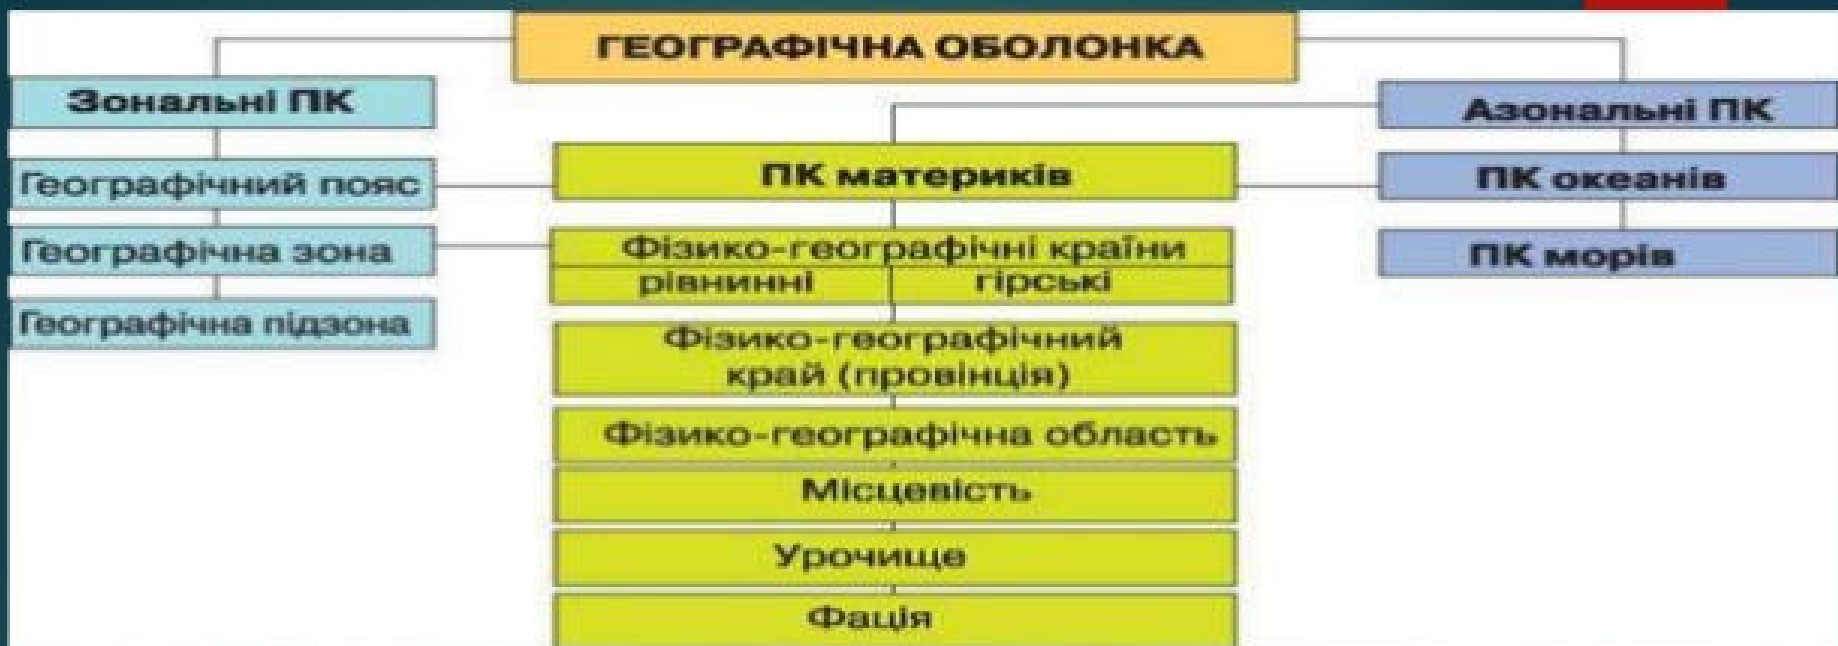 ГЕОГРАФІЧНА ОБОЛОНКА
Зональні ПК
Географічний пояс
Географічна зона
Географічна підзона
ПК материків
Фізико-географічні країни
рівнинні
гірські
Фізико-географічний
край (провінція)
Фізико-географічна область
Місцевість
Урочище
Фація
Азональні ПК
ПК океанів
ПК морів